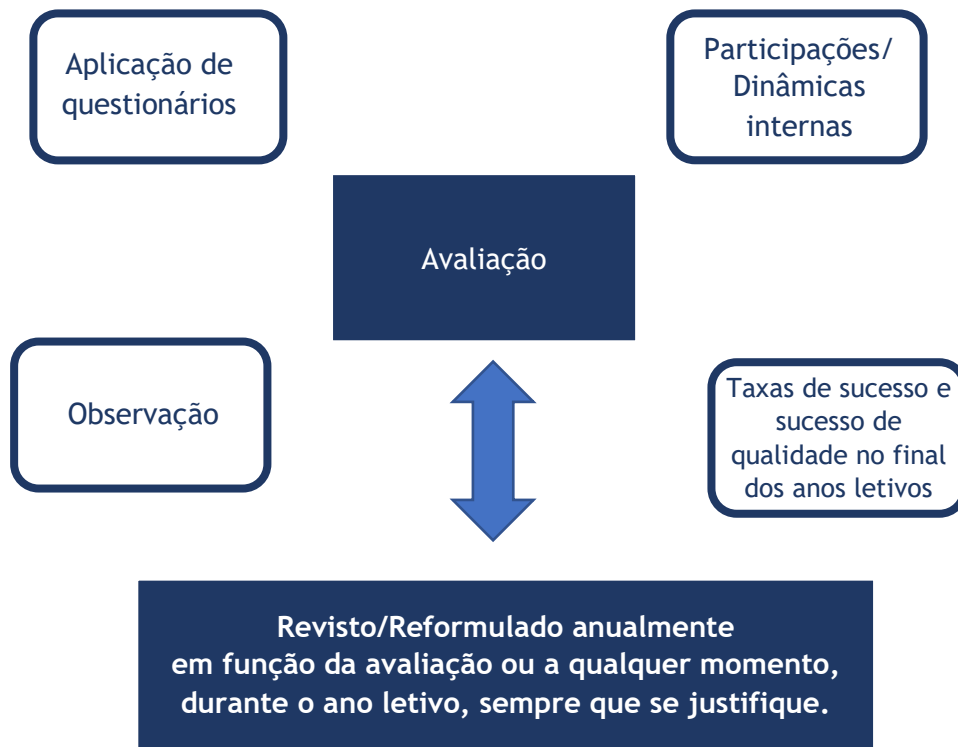 Aplicação de
questionários
Participações/
Dinâmicas
internas
Avaliação
Observação
Taxas de sucesso e
sucesso de
qualidade no final
dos anos letivos
Revisto/Reformulado anualmente
em função da avaliação ou a qualquer momento,
durante o ano letivo, sempre que se justifique.